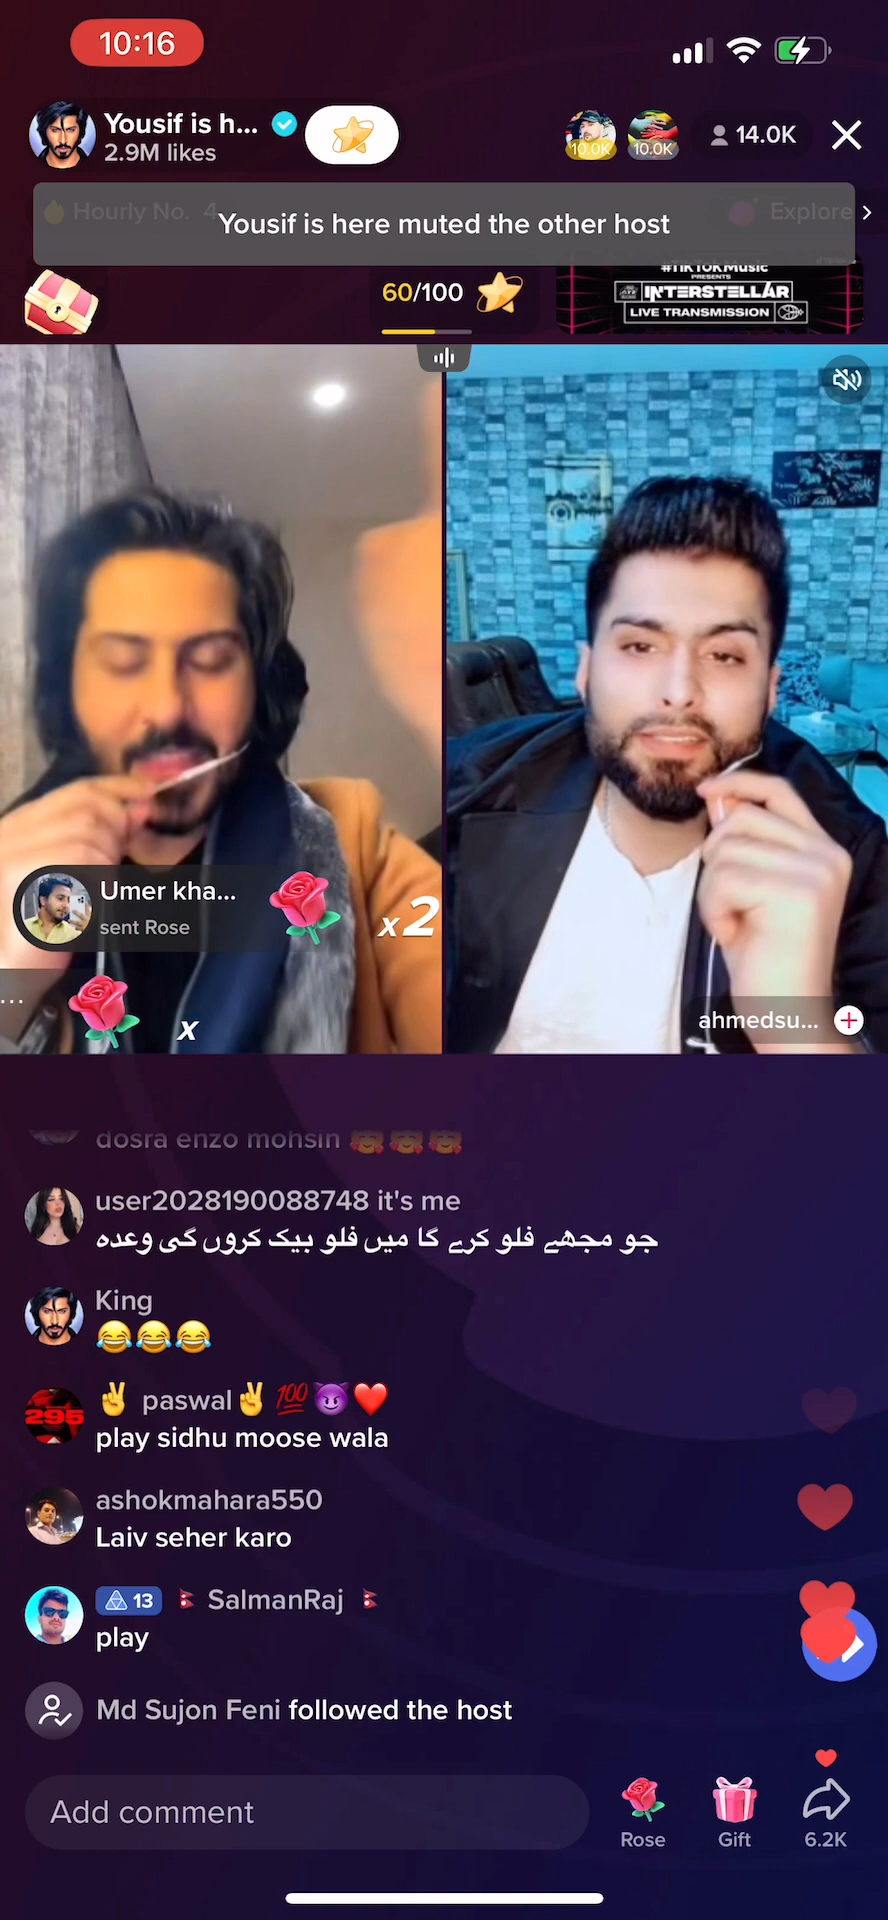 10:16
Yousif is h...
2.9M likes
10.0K
10.0K
14.0K
Hourly No. 4
Explore
Yousif is here muted the other host
60/100
#TikTokMusic
PRESENTS
INTERSTELLAR
LIVE TRANSMISSION
Umer kha...
sent Rose
x2
...
x
ahmedsu...
dosra enzo mohsin 🥰🥰🥰
user2028190088748 it's me
جو مجھے فلو کرے گا میں فلو بیک کروں گی وعدہ
King
😂😂😂
295
✌️ paswal✌️ 💯😈❤️
play sidhu moose wala
ashokmahara550
Laiv seher karo
13 🇳🇵 SalmanRaj 🇳🇵
play
Md Sujon Feni followed the host
Add comment
Rose
Gift
6.2K